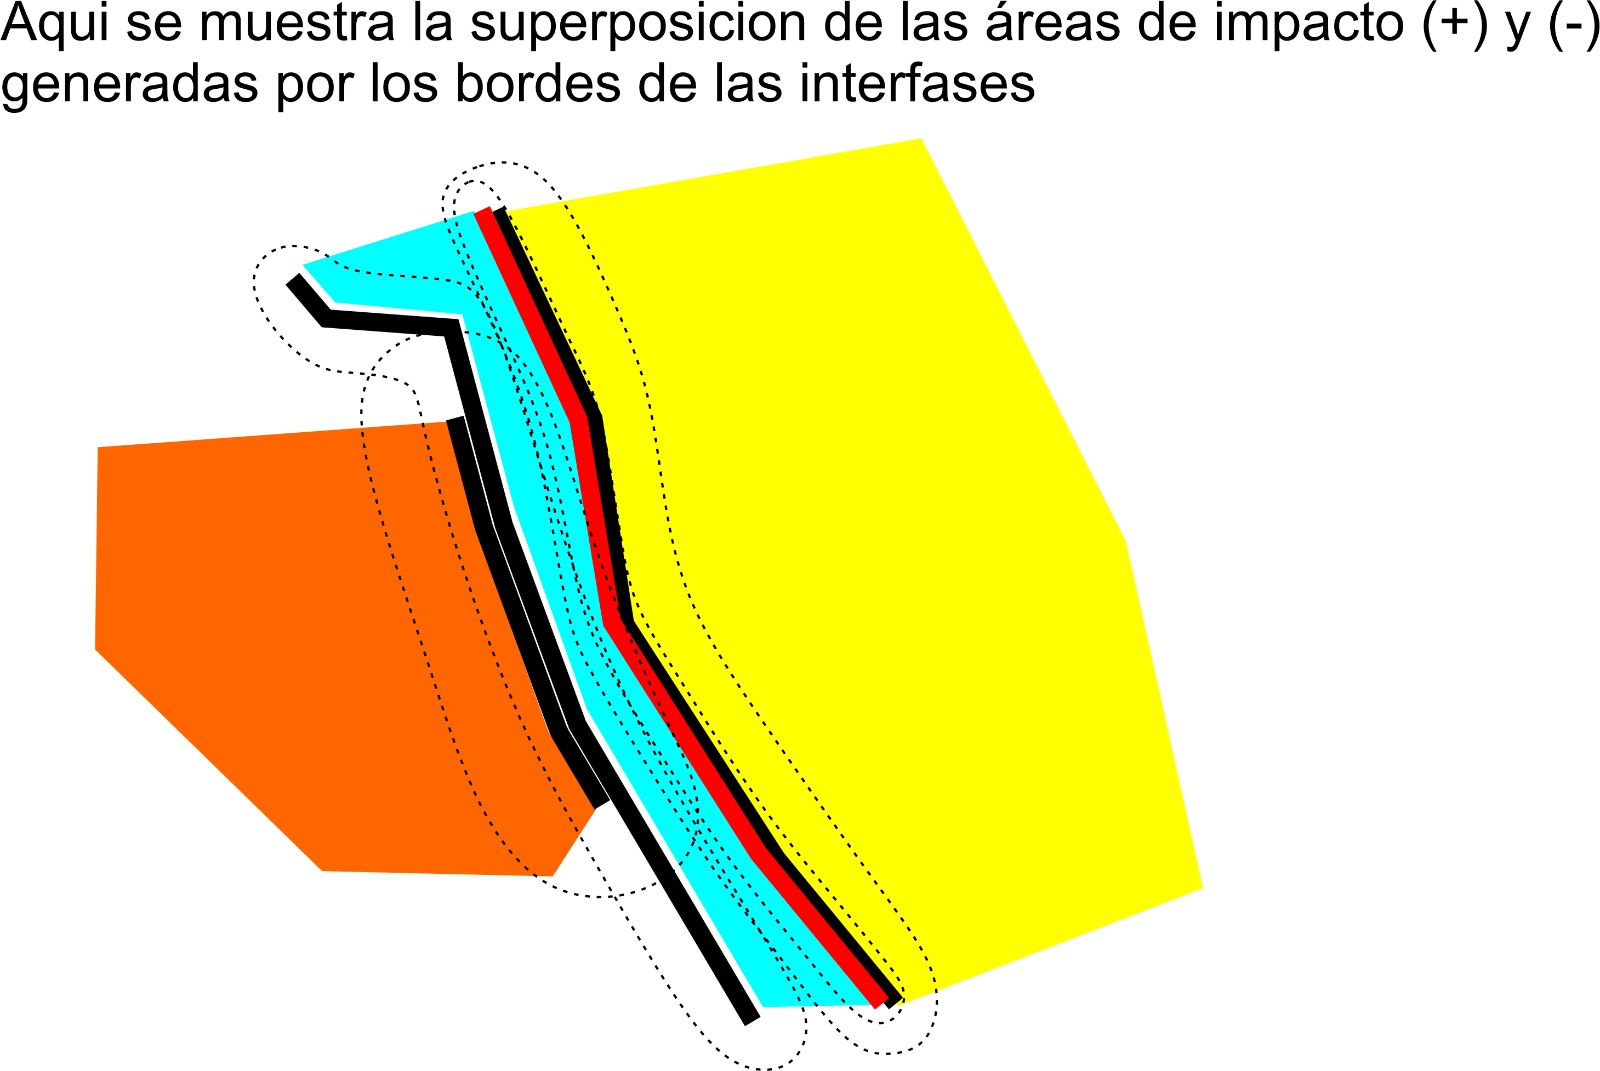 Aqui se muestra la superposicion de las áreas de impacto (+) y (-)
generadas por los bordes de las interfases